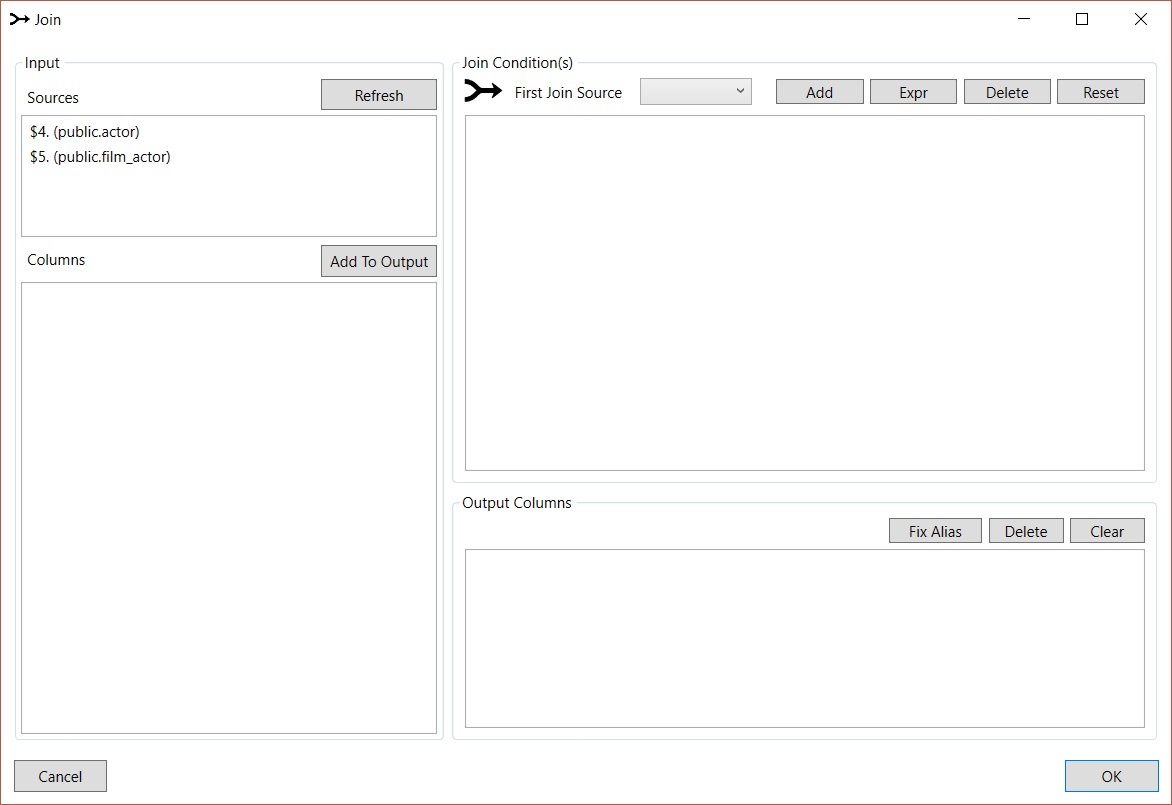 Join
Input
Sources
Refresh
$4. (public.actor)
$5. (public.film_actor)
Columns
Add To Output
Join Condition(s)
First Join Source
Add
Expr
Delete
Reset
Output Columns
Fix Alias
Delete
Clear
Cancel
OK